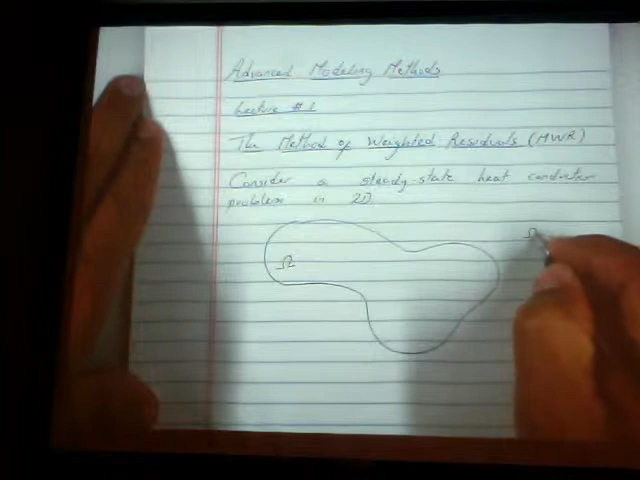 Advanced Modeling Methods
Lecture #1
The Method of Weighted Residuals (MWR)
Consider a steady-state heat conduction
problem in 2D
Ω
Ω